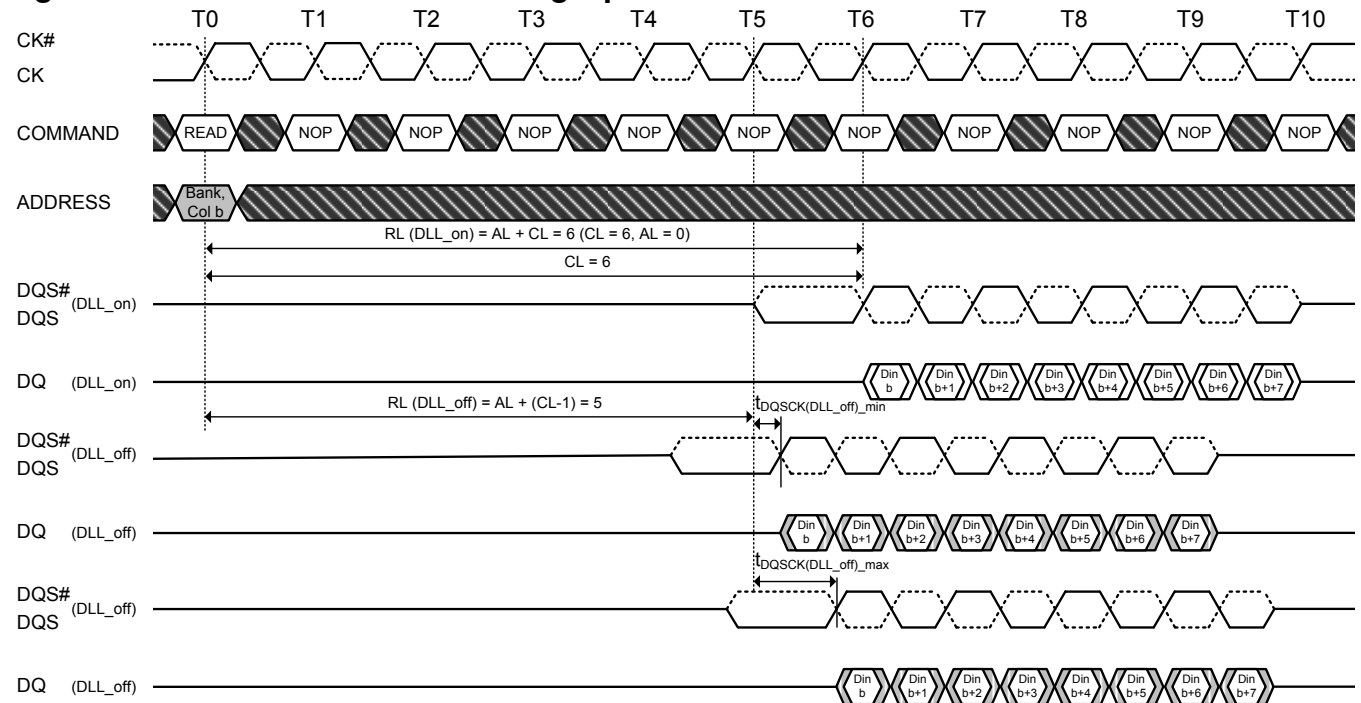 T0 T1 T2 T3 T4 T5 T6 T7 T8 T9 T10
CK#
CK
COMMAND READ NOP NOP NOP NOP NOP NOP NOP NOP NOP NOP
ADDRESS
Bank,
Col b
RL (DLL_on) = AL + CL = 6 (CL = 6, AL = 0)
CL = 6
DQS#
(DLL_on)
DQS
DQ (DLL_on)
Din Din Din Din Din Din Din Din
b b+1 b+2 b+3 b+4 b+5 b+6 b+7
RL (DLL_off) = AL + (CL-1) = 5
tDQSCK(DLL_off)_min
DQS#
(DLL_off)
DQS
DQ (DLL_off)
Din Din Din Din Din Din Din Din
b b+1 b+2 b+3 b+4 b+5 b+6 b+7
tDQSCK(DLL_off)_max
DQS#
(DLL_off)
DQS
DQ (DLL_off)
Din Din Din Din Din Din Din Din
b b+1 b+2 b+3 b+4 b+5 b+6 b+7